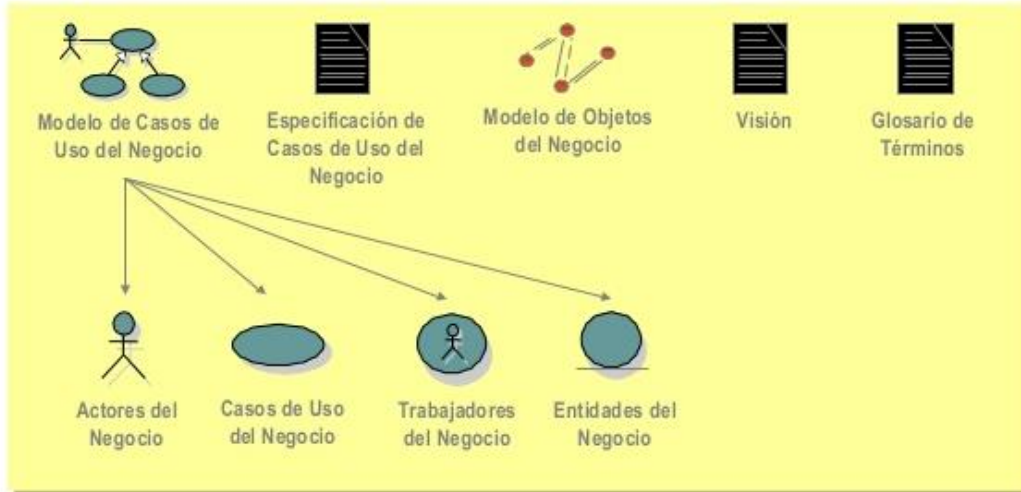 Modelo de Casos de
Uso del Negocio
Especificación de
Casos de Uso del
Negocio
Modelo de Objetos
del Negocio
Visión
Glosario de
Términos
Actores del
Negocio
Casos de Uso
del Negocio
Trabajadores
del Negocio
Entidades del
Negocio